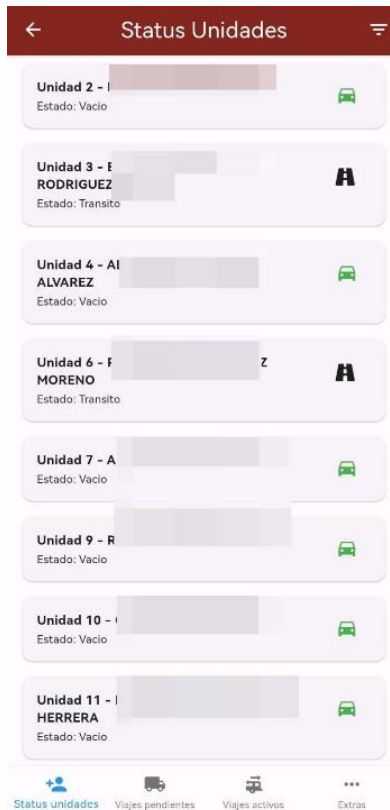 Status Unidades
Unidad 2 -
Estado: Vacio
Unidad 3 -
RODRIGUEZ
Estado: Transito
Unidad 4 -
ALVAREZ
Estado: Vacio
Unidad 6 -
MORENO
Estado: Transito
Unidad 7 -
Estado: Vacio
Unidad 9 -
Estado: Vacio
Unidad 10 -
Estado: Vacio
Unidad 11 -
HERRERA
Estado: Vacio
Status unidades Viajes pendientes Viajes activos Extras